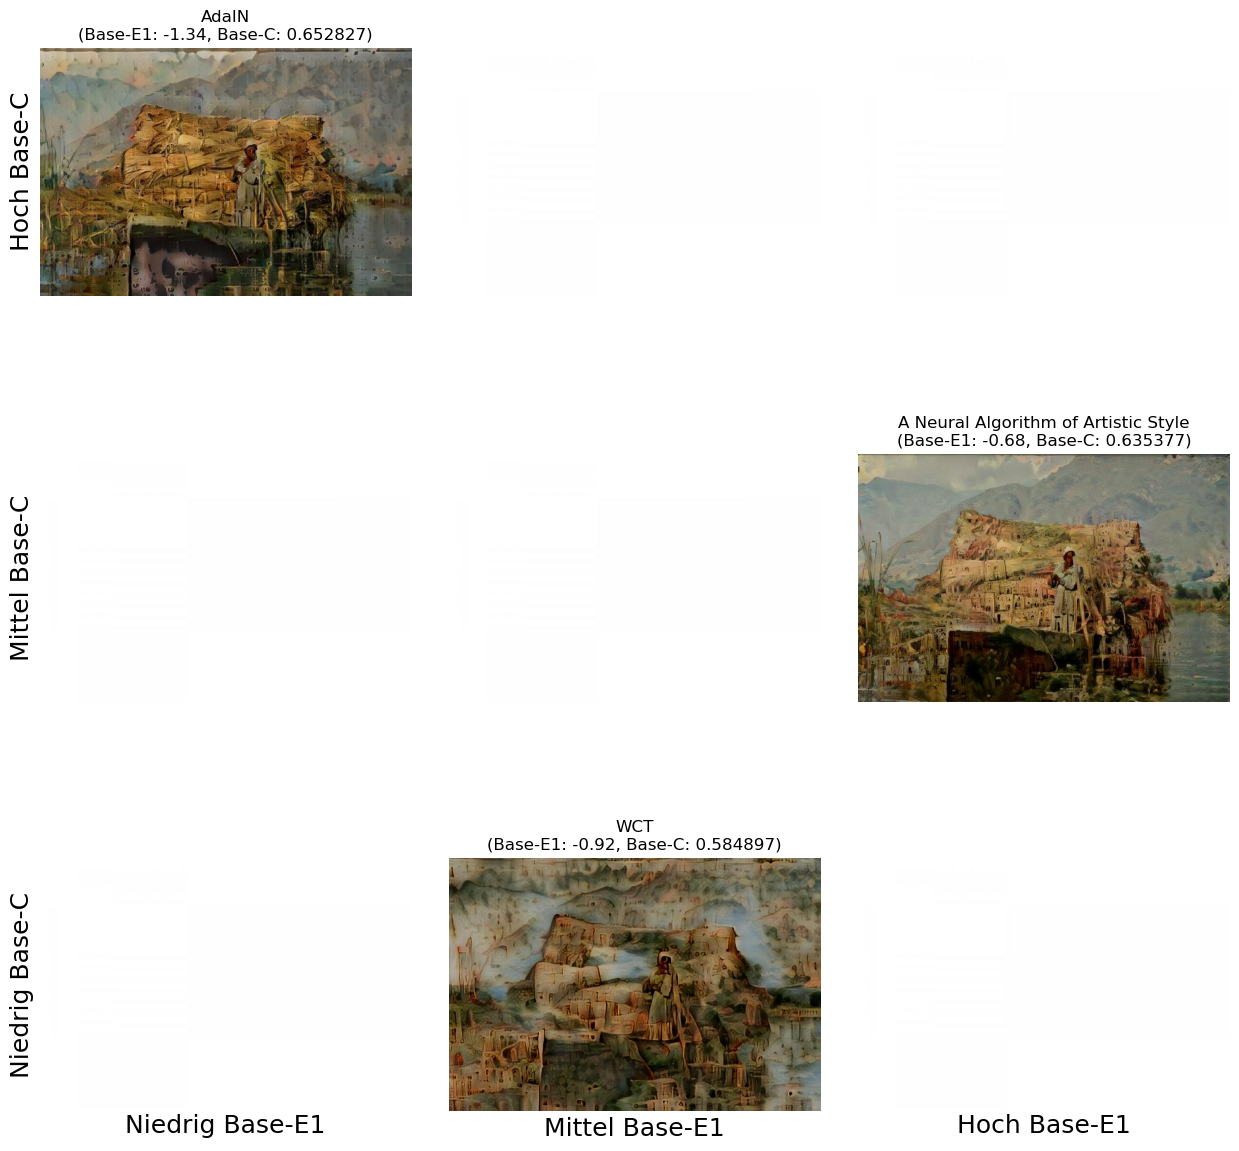 AdaIN
(Base-E1: -1.34, Base-C: 0.652827)
Hoch Base-C
A Neural Algorithm of Artistic Style
(Base-E1: -0.68, Base-C: 0.635377)
Mittel Base-C
WCT
(Base-E1: -0.92, Base-C: 0.584897)
Niedrig Base-C
Niedrig Base-E1
Mittel Base-E1
Hoch Base-E1